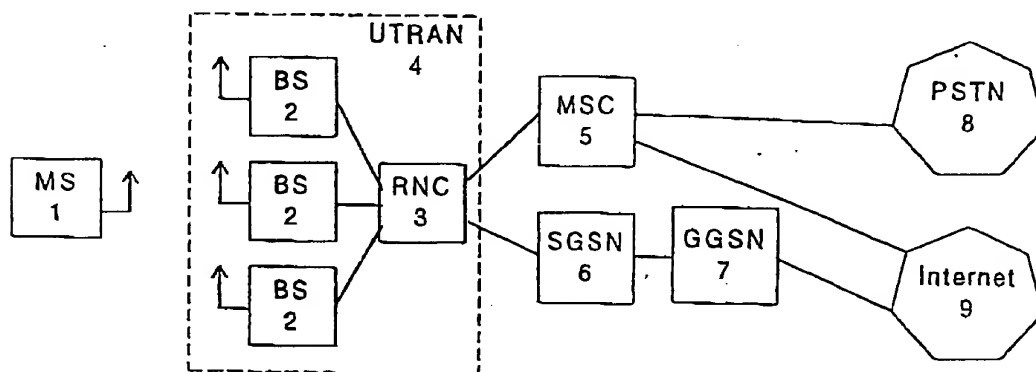 UTRAN
4
BS
2
BS
2
BS
2
MS
1
RNC
3
MSC
5
SGSN
6
GGSN
7
PSTN
8
Internet
9